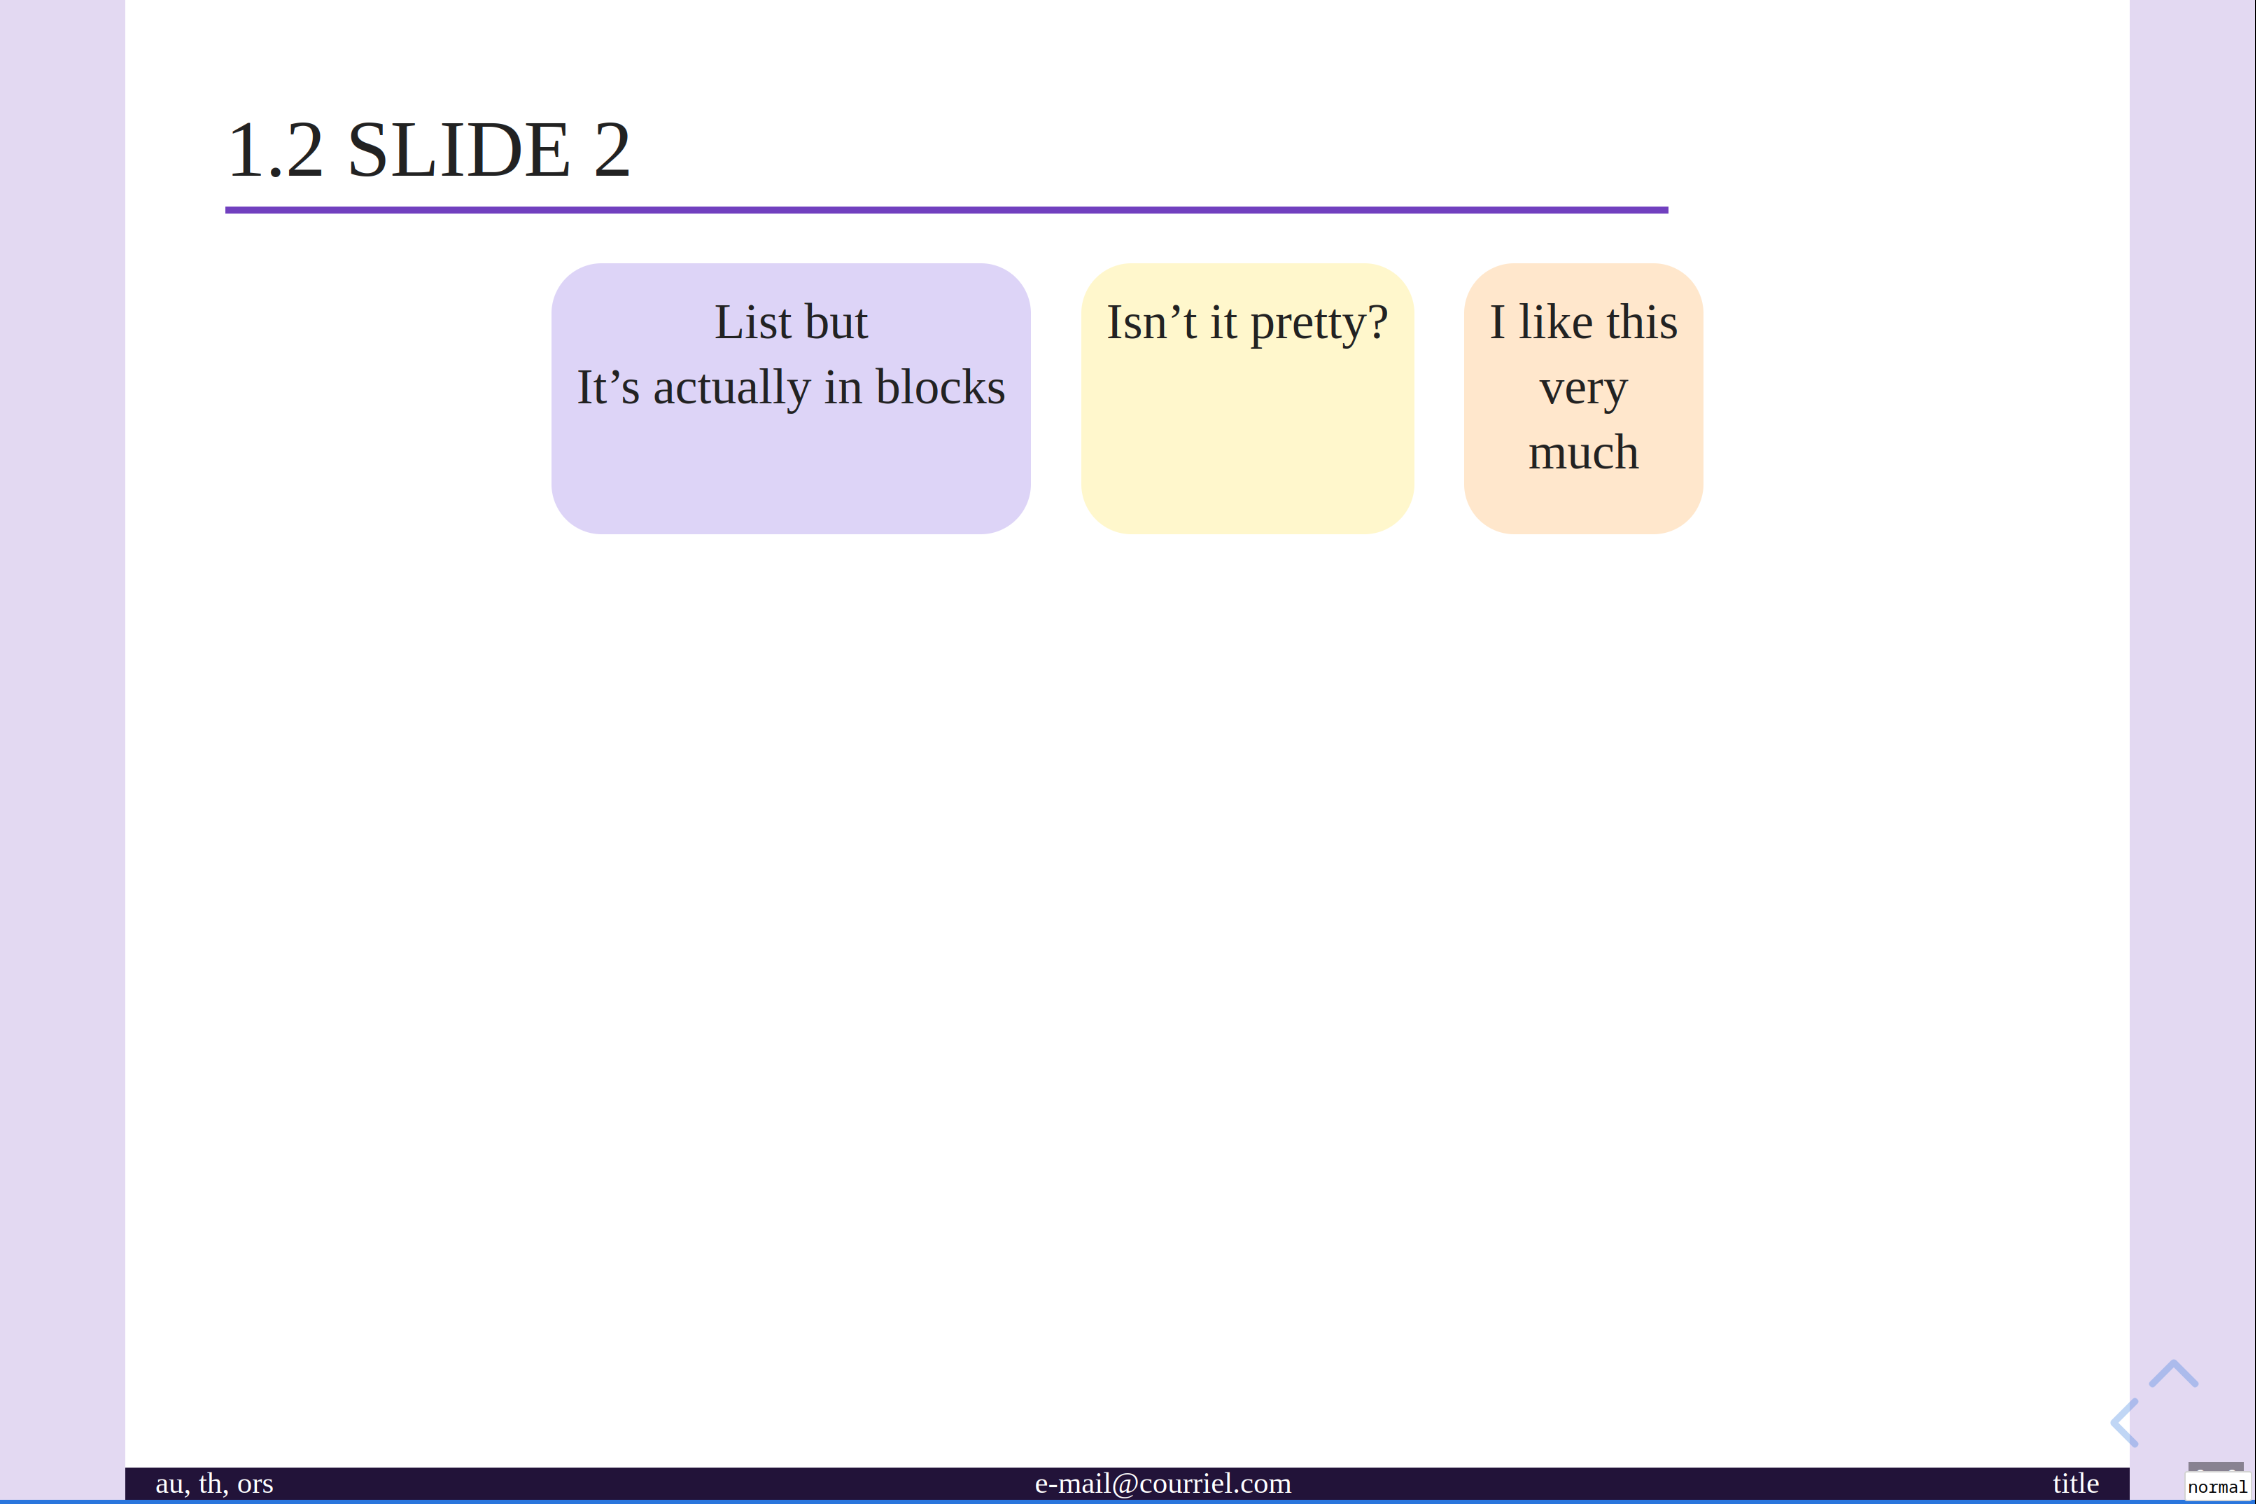 1.2 SLIDE 2
List but
It’s actually in blocks
Isn’t it pretty?
I like this
very
much
au, th, ors
e-mail@courriel.com
title
normal